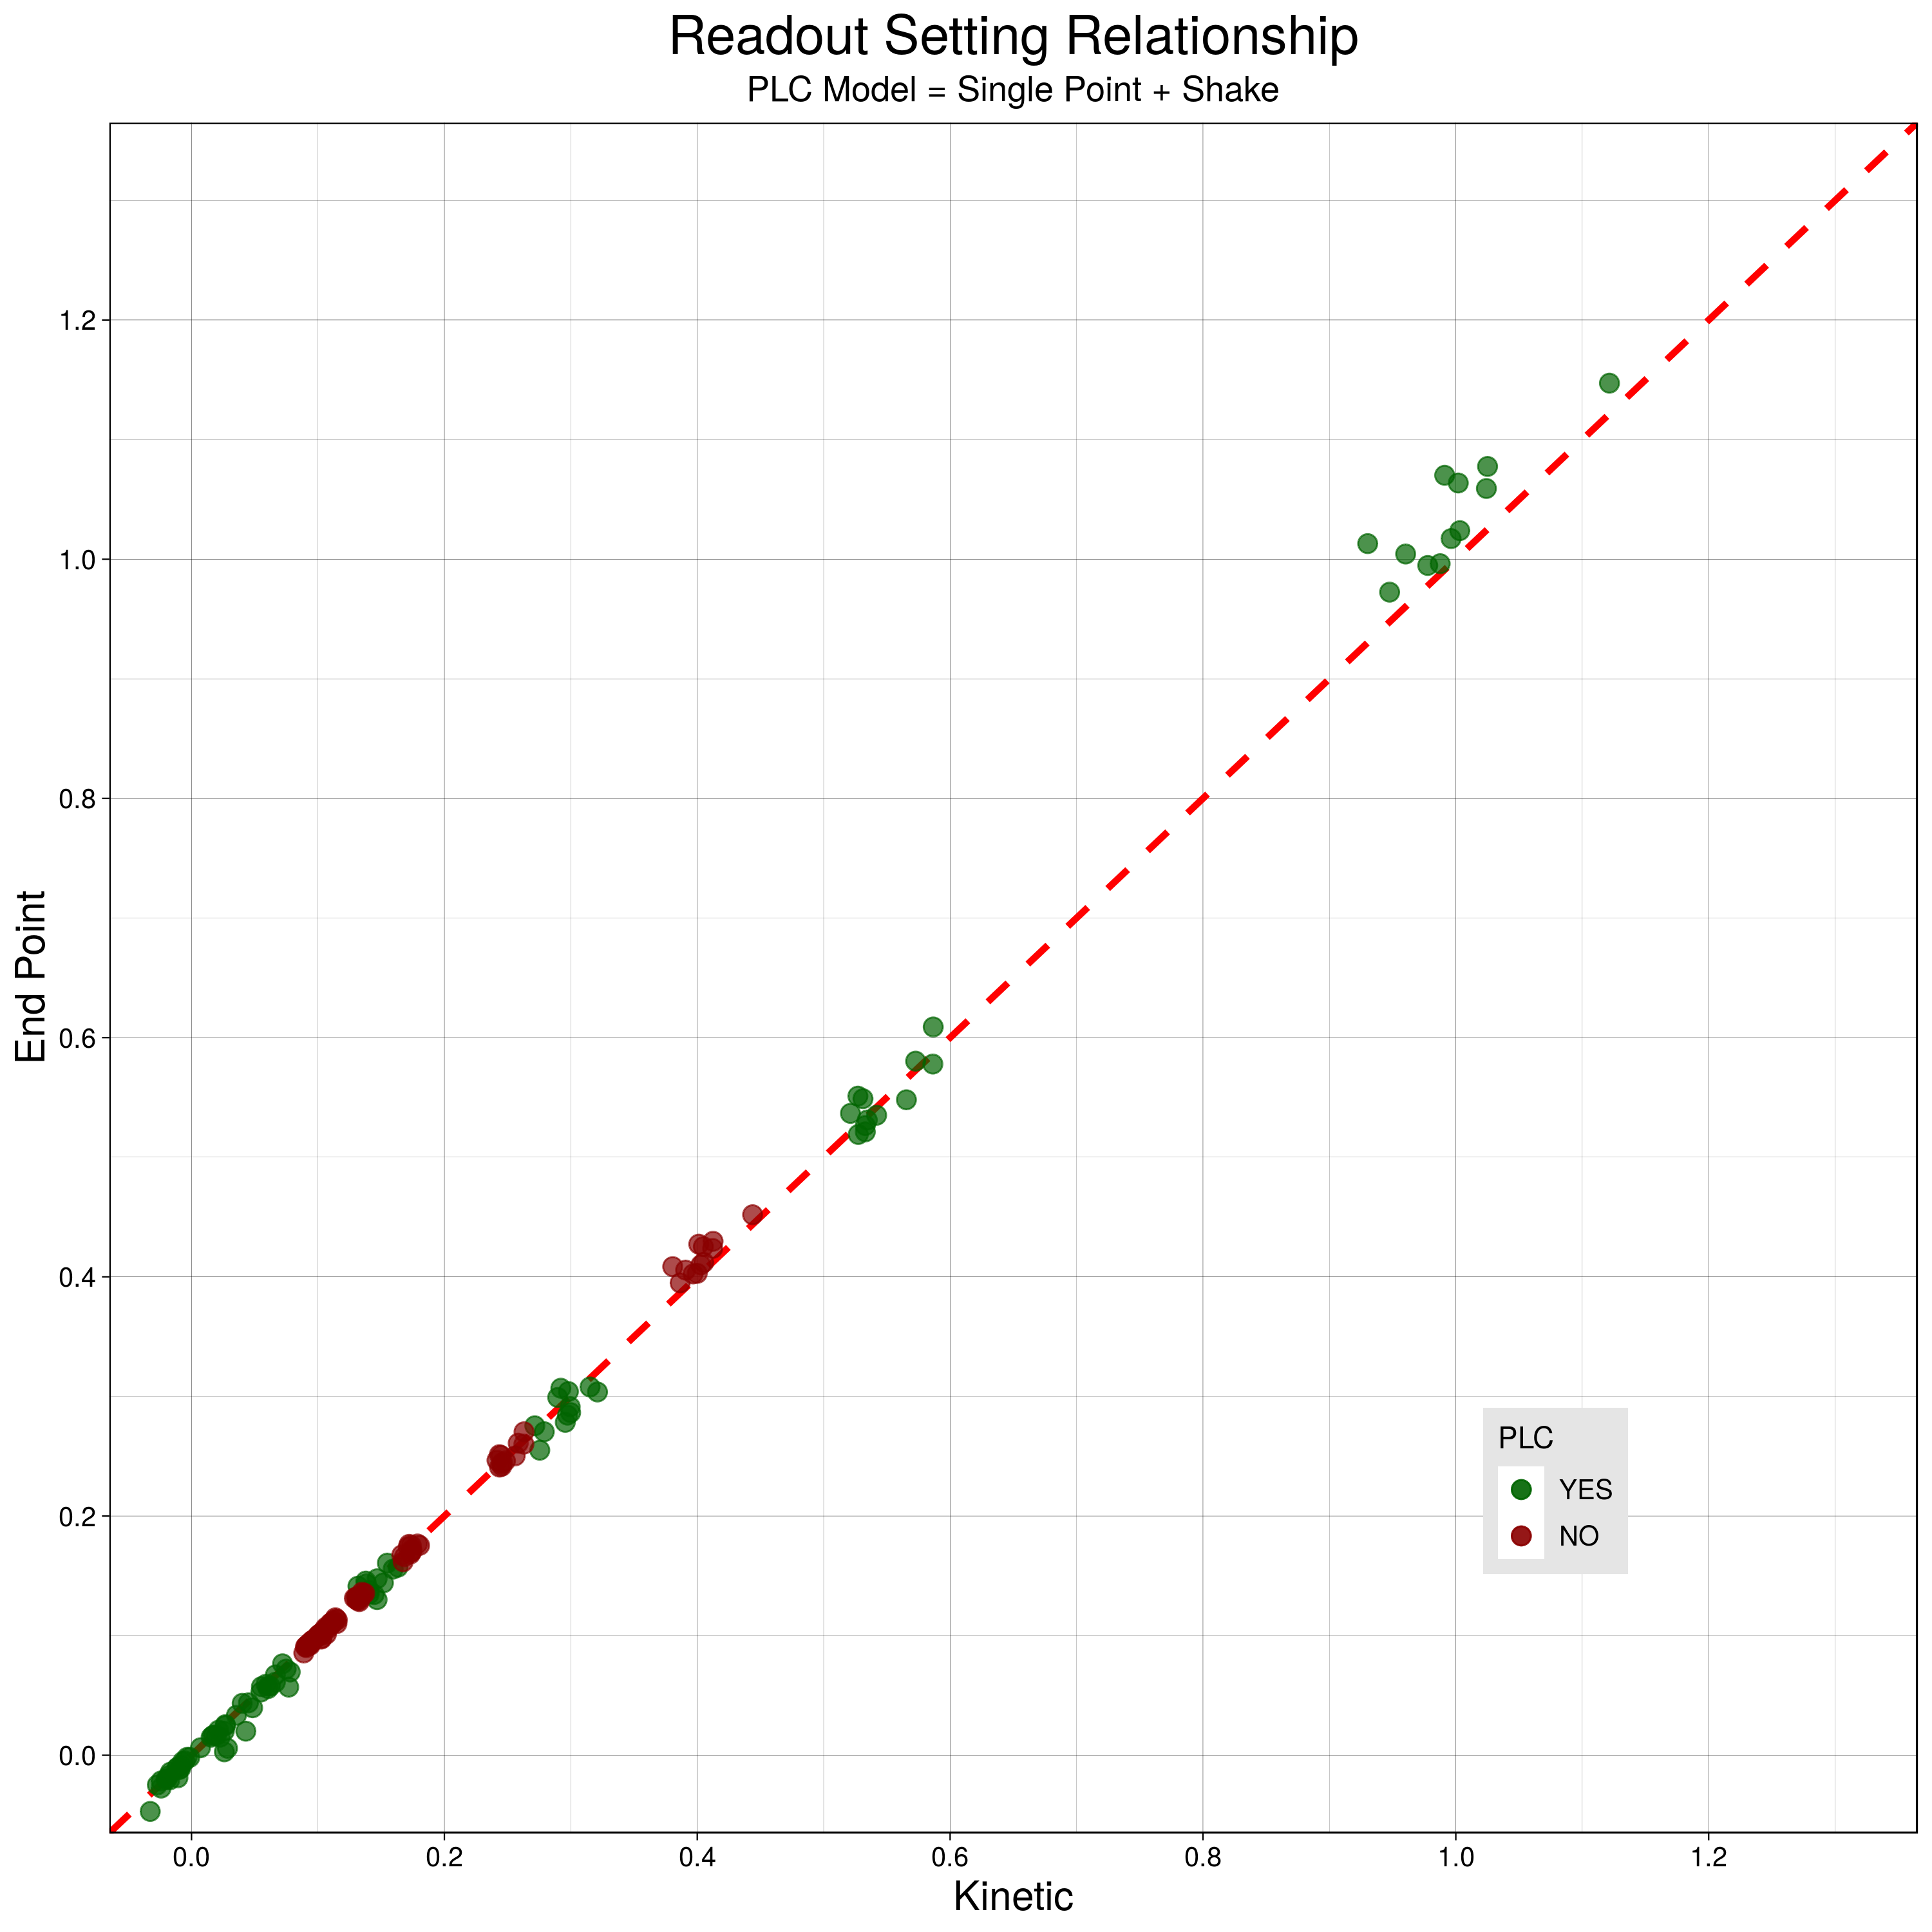 Readout Setting Relationship
PLC Model = Single Point + Shake
End Point
1.2
1.0
0.8
0.6
0.4
0.2
0.0
PLC
YES
NO
0.0 0.2 0.4 0.6 0.8 1.0 1.2
Kinetic